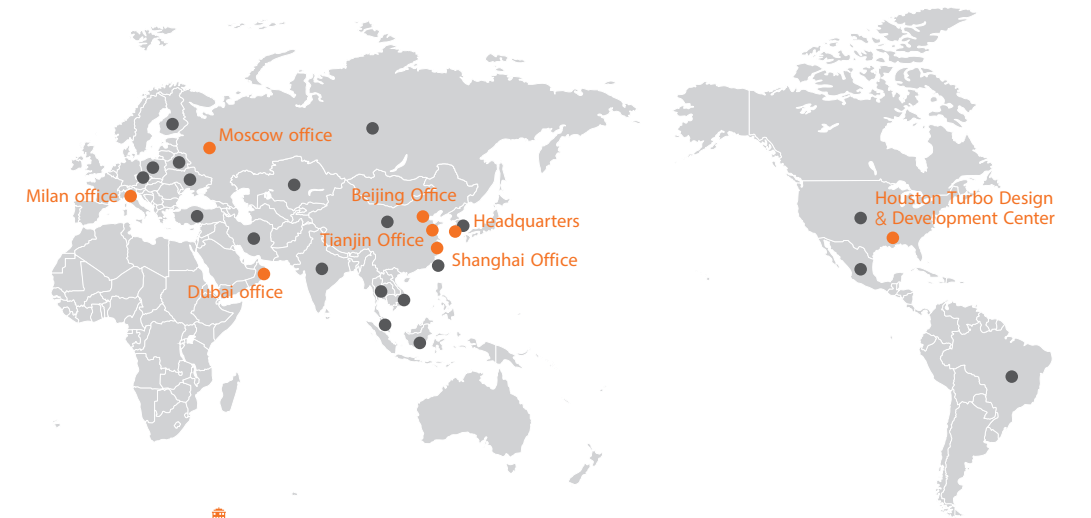 Moscow office
Milan office
Beijing Office
Headquarters
Tianjin Office
Shanghai Office
Dubai office
Houston Turbo Design
& Development Center